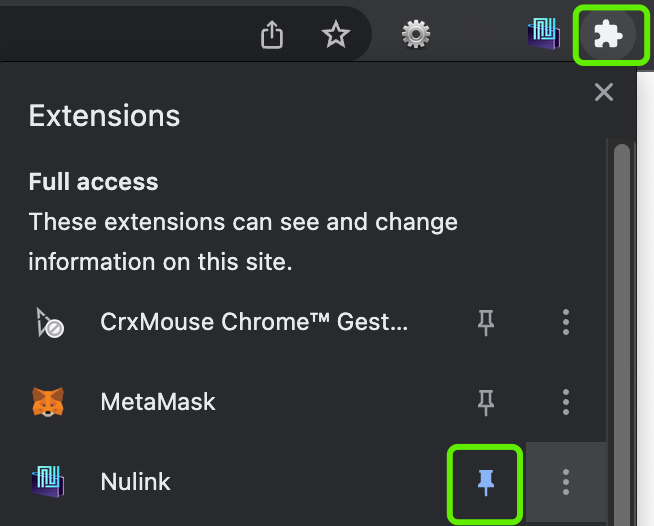 Extensions
Full access
These extensions can see and change
information on this site.
CrxMouse Chrome™ Gest...
MetaMask
Nulink